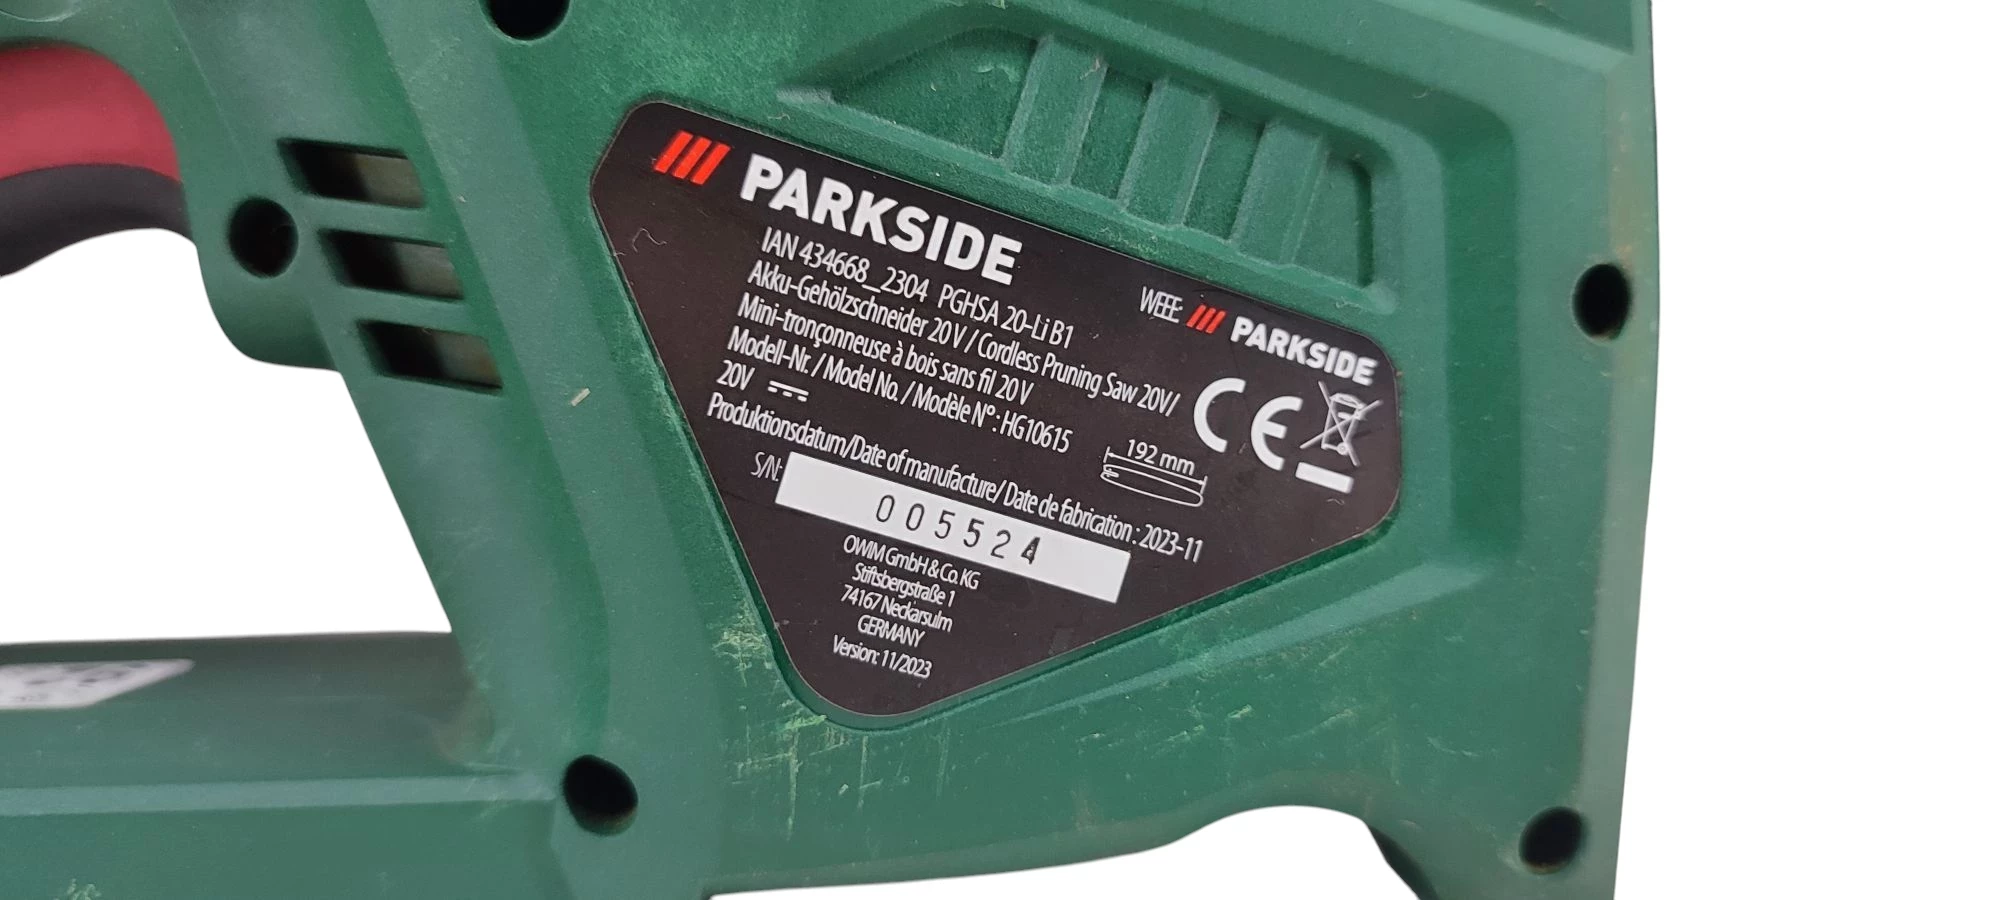 PARKSIDE
IAN 434668_2304 PGHSA 20-Li B1
Akku-Gehölzschneider 20 V / Cordless Pruning Saw 20V/
Mini-tronçonneuse à bois sans fil 20 V
Modell-Nr. / Model No. / Modèle N° : HG10615
20V
Produktionsdatum/Date of manufacture/ Date de fabrication : 2023-11
S/N:
005524
OWIM GmbH & Co. KG
Stiftsbergstraße 1
74167 Neckarsulm
GERMANY
Version: 11/2023
WEEE: PARKSIDE
CE
192 mm